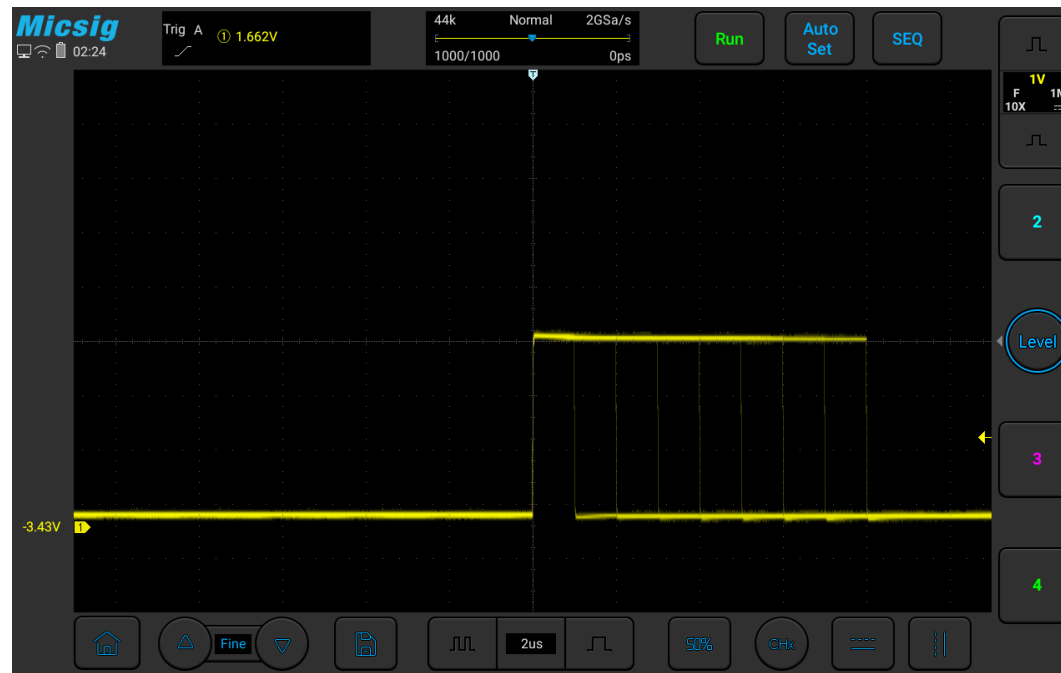 Micsig
02:24
Trig A ① 1.662V
44k Normal 2GSa/s
1000/1000 0ps
Run
Auto
Set
SEQ
T
1V
F 1M
10X
2
Level
3
-3.43V 1
4
Fine
2us
50%
CHx